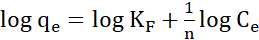 log qₑ = log K_F + 1/n log Cₑ